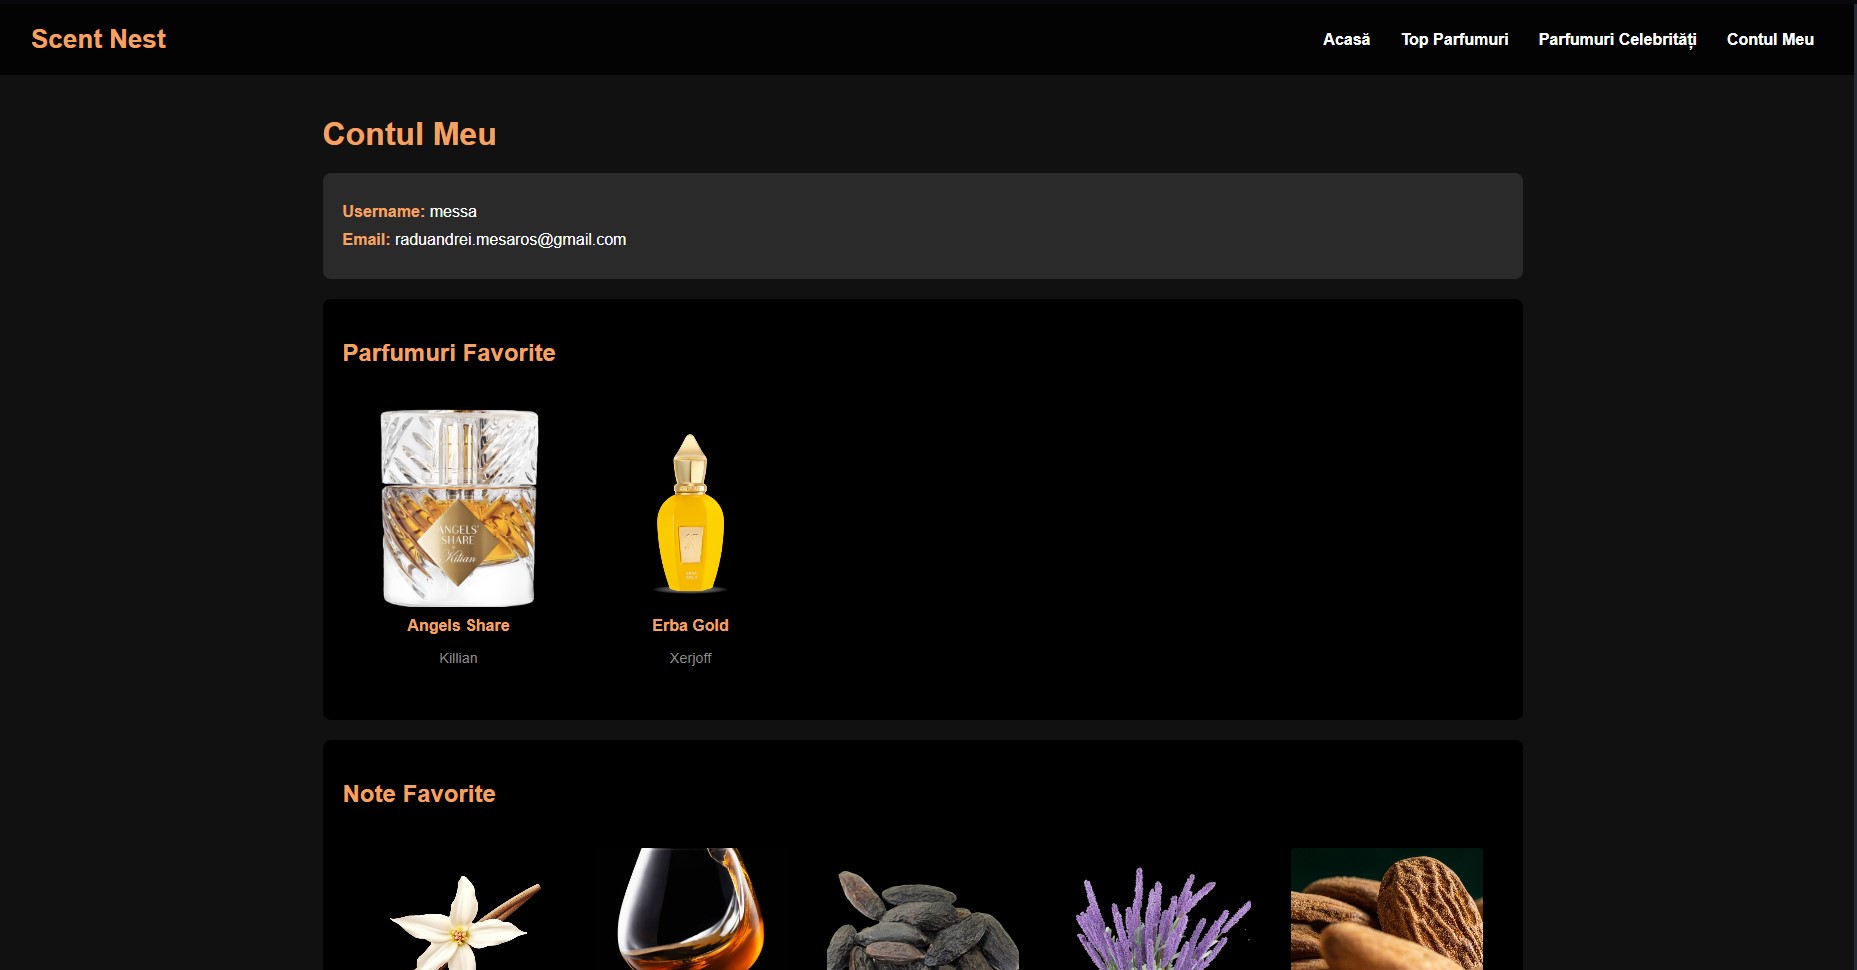 Scent Nest
Acasă
Top Parfumuri
Parfumuri Celebrități
Contul Meu
Contul Meu
Username: messa
Email: raduandrei.mesaros@gmail.com
Parfumuri Favorite
ANGELS'
SHARE
Kilian
Angels Share
Killian
Erba Gold
Xerjoff
Note Favorite